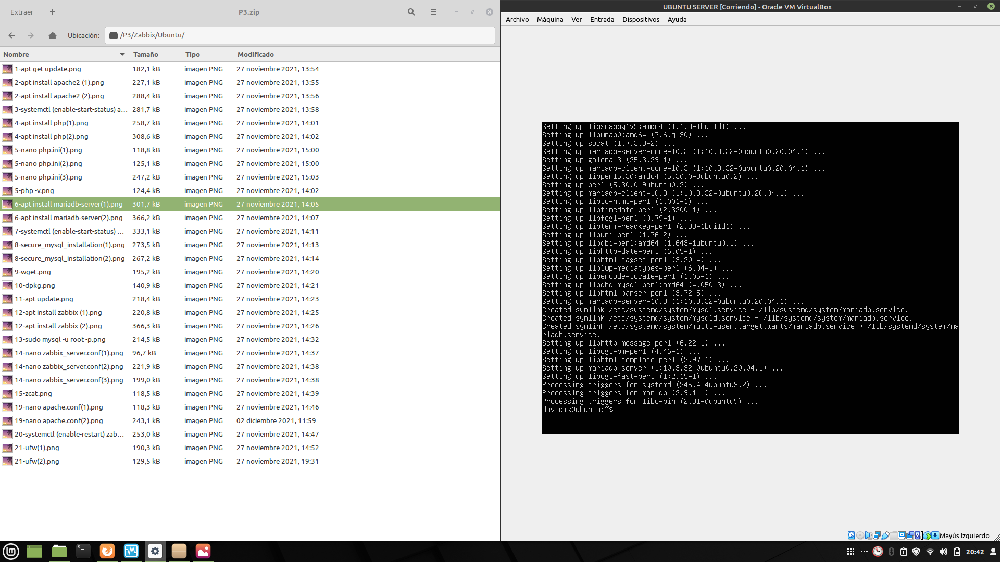 Extraer
P3.zip
Ubicación:
/P3/Zabbix/Ubuntu/
Nombre Tamaño Tipo Modificado
1-apt get update.png 182,1 kB imagen PNG 27 noviembre 2021, 13:54
2-apt install apache2 (1).png 227,1 kB imagen PNG 27 noviembre 2021, 13:55
2-apt install apache2 (2).png 288,4 kB imagen PNG 27 noviembre 2021, 13:56
3-systemctl (enable-start-status) a... 281,7 kB imagen PNG 27 noviembre 2021, 13:58
4-apt install php(1).png 258,7 kB imagen PNG 27 noviembre 2021, 14:01
4-apt install php(2).png 308,6 kB imagen PNG 27 noviembre 2021, 14:02
5-nano php.ini(1).png 118,8 kB imagen PNG 27 noviembre 2021, 15:00
5-nano php.ini(2).png 125,1 kB imagen PNG 27 noviembre 2021, 15:00
5-nano php.ini(3).png 247,2 kB imagen PNG 27 noviembre 2021, 15:03
5-php -v.png 124,4 kB imagen PNG 27 noviembre 2021, 14:02
6-apt install mariadb-server(1).png 301,7 kB imagen PNG 27 noviembre 2021, 14:05
6-apt install mariadb-server(2).png 366,2 kB imagen PNG 27 noviembre 2021, 14:07
7-systemctl (enable-start-status) ... 333,1 kB imagen PNG 27 noviembre 2021, 14:11
8-secure_mysql_installation(1).png 273,5 kB imagen PNG 27 noviembre 2021, 14:13
8-secure_mysql_installation(2).png 267,2 kB imagen PNG 27 noviembre 2021, 14:14
9-wget.png 195,2 kB imagen PNG 27 noviembre 2021, 14:20
10-dpkg.png 140,9 kB imagen PNG 27 noviembre 2021, 14:21
11-apt update.png 218,4 kB imagen PNG 27 noviembre 2021, 14:23
12-apt install zabbix (1).png 220,8 kB imagen PNG 27 noviembre 2021, 14:25
12-apt install zabbix (2).png 366,3 kB imagen PNG 27 noviembre 2021, 14:26
13-sudo mysql -u root -p.png 214,5 kB imagen PNG 27 noviembre 2021, 14:32
14-nano zabbix_server.conf(1).png 96,7 kB imagen PNG 27 noviembre 2021, 14:37
14-nano zabbix_server.conf(2).png 221,9 kB imagen PNG 27 noviembre 2021, 14:38
14-nano zabbix_server.conf(3).png 199,0 kB imagen PNG 27 noviembre 2021, 14:38
15-zcat.png 118,5 kB imagen PNG 27 noviembre 2021, 14:39
19-nano apache.conf(1).png 118,3 kB imagen PNG 27 noviembre 2021, 14:46
19-nano apache.conf(2).png 243,1 kB imagen PNG 02 diciembre 2021, 11:59
20-systemctl (enable-restart) zab... 253,0 kB imagen PNG 27 noviembre 2021, 14:47
21-ufw(1).png 190,3 kB imagen PNG 27 noviembre 2021, 14:52
21-ufw(2).png 129,5 kB imagen PNG 27 noviembre 2021, 19:31
UBUNTU SERVER [Corriendo] - Oracle VM VirtualBox
Archivo Máquina Ver Entrada Dispositivos Ayuda
Setting up libsnappy1v5:amd64 (1.1.8-1build1) ...
Setting up libwrap0:amd64 (7.6.q-30) ...
Setting up socat (1.7.3.3-2) ...
Setting up mariadb-server-core-10.3 (1:10.3.32-0ubuntu0.20.04.1) ...
Setting up galera-3 (25.3.29-1) ...
Setting up mariadb-client-core-10.3 (1:10.3.32-0ubuntu0.20.04.1) ...
Setting up libperl5.30:amd64 (5.30.0-9ubuntu0.2) ...
Setting up perl (5.30.0-9ubuntu0.2) ...
Setting up mariadb-client-10.3 (1:10.3.32-0ubuntu0.20.04.1) ...
Setting up libio-html-perl (1.001-1) ...
Setting up libtimedate-perl (2.3200-1) ...
Setting up libfcgi-perl (0.79-1) ...
Setting up libterm-readkey-perl (2.38-1build1) ...
Setting up liburi-perl (1.76-2) ...
Setting up libdbi-perl:amd64 (1.643-1ubuntu0.1) ...
Setting up libhttp-date-perl (6.05-1) ...
Setting up libhtml-tagset-perl (3.20-4) ...
Setting up liblwp-mediatypes-perl (6.04-1) ...
Setting up libencode-locale-perl (1.05-1) ...
Setting up libdbd-mysql-perl:amd64 (4.050-3) ...
Setting up libhtml-parser-perl (3.72-5) ...
Setting up mariadb-server-10.3 (1:10.3.32-0ubuntu0.20.04.1) ...
Created symlink /etc/systemd/system/mysql.service → /lib/systemd/system/mariadb.service.
Created symlink /etc/systemd/system/mysqld.service → /lib/systemd/system/mariadb.service.
Created symlink /etc/systemd/system/multi-user.target.wants/mariadb.service → /lib/systemd/system/ma
riadb.service.
Setting up libhttp-message-perl (6.22-1) ...
Setting up libcgi-pm-perl (4.46-1) ...
Setting up libhtml-template-perl (2.97-1) ...
Setting up mariadb-server (1:10.3.32-0ubuntu0.20.04.1) ...
Setting up libcgi-fast-perl (1:2.15-1) ...
Processing triggers for systemd (245.4-4ubuntu3.2) ...
Processing triggers for man-db (2.9.1-1) ...
Processing triggers for libc-bin (2.31-0ubuntu9) ...
davidms@ubuntu:~$
Mayús Izquierdo
20:42